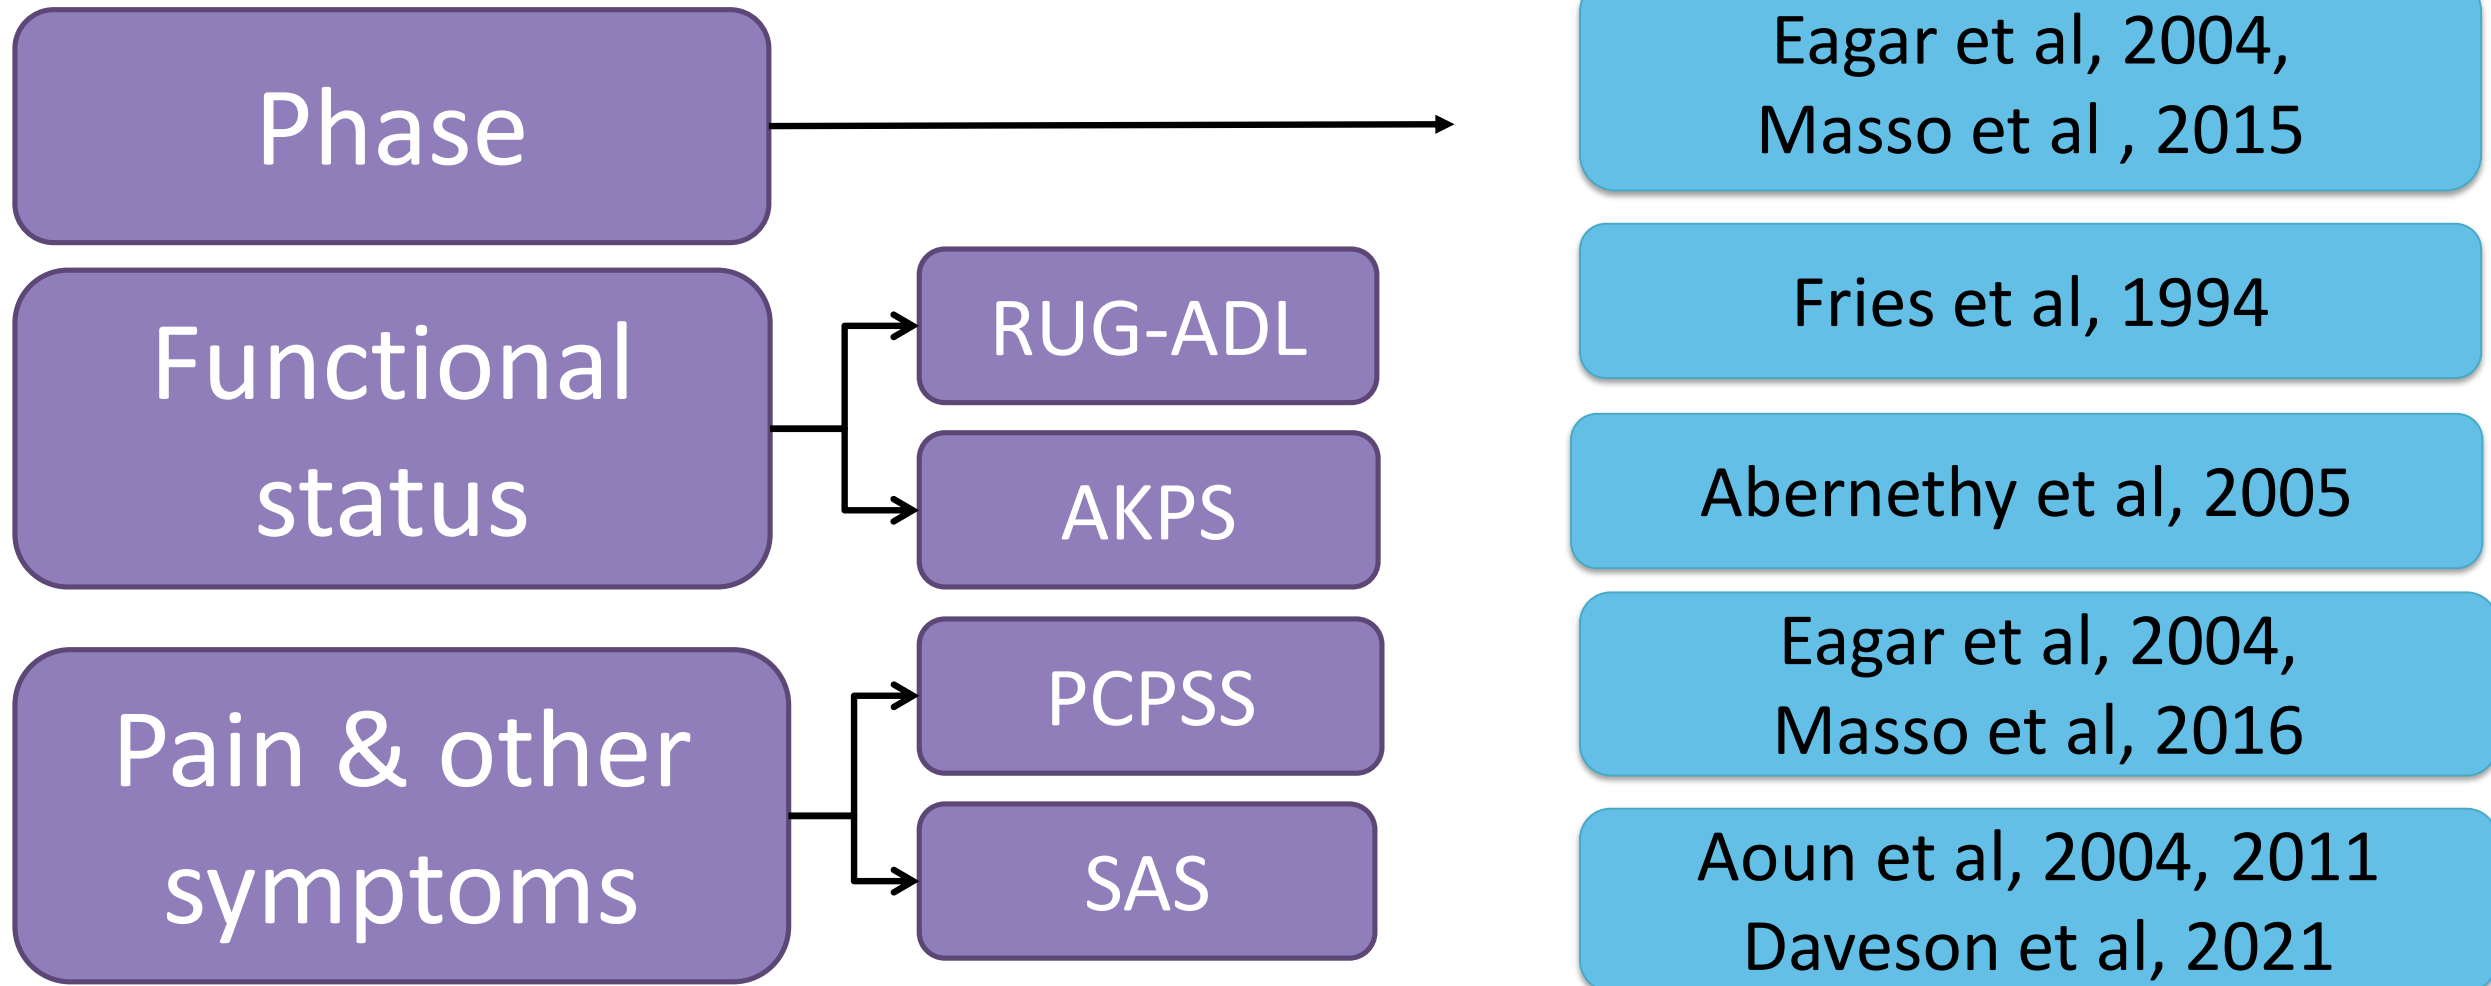 Phase
Eagar et al, 2004,
Masso et al , 2015
Functional
status
RUG-ADL
Fries et al, 1994
AKPS
Abernethy et al, 2005
Pain & other
symptoms
PCPSS
Eagar et al, 2004,
Masso et al, 2016
SAS
Aoun et al, 2004, 2011
Daveson et al, 2021